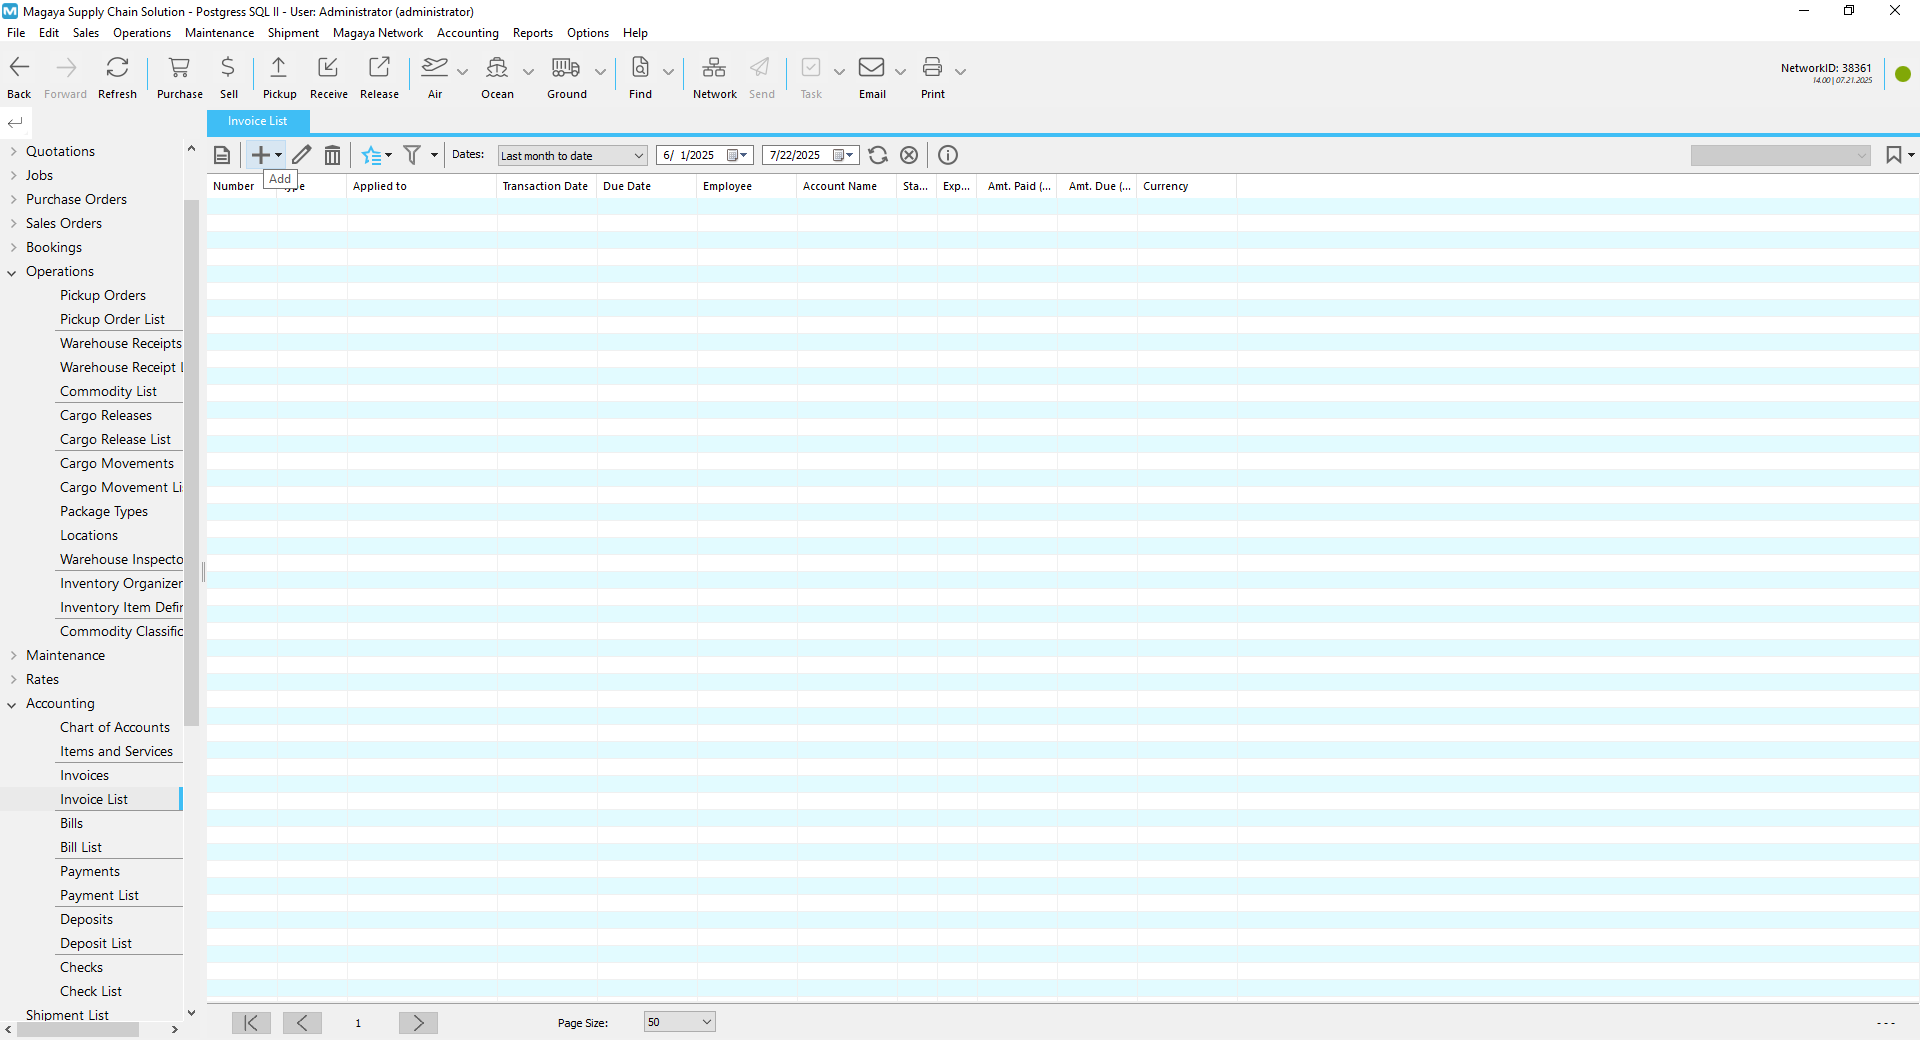 Magaya Supply Chain Solution - Postgress SQL II - User: Administrator (administrator)
File Edit Sales Operations Maintenance Shipment Magaya Network Accounting Reports Options Help
Back Forward Refresh Purchase Sell Pickup Receive Release Air Ocean Ground Find Network Send Task Email Print
NetworkID: 38361
14.00 | 07.21.2025
Invoice List
Dates: Last month to date 6/ 1/2025 7/22/2025
Add
Number Type Applied to Transaction Date Due Date Employee Account Name Sta... Exp... Amt. Paid (... Amt. Due (... Currency
Quotations
Jobs
Purchase Orders
Sales Orders
Bookings
Operations
Pickup Orders
Pickup Order List
Warehouse Receipts
Warehouse Receipt L
Commodity List
Cargo Releases
Cargo Release List
Cargo Movements
Cargo Movement Li
Package Types
Locations
Warehouse Inspecto
Inventory Organizer
Inventory Item Defin
Commodity Classific
Maintenance
Rates
Accounting
Chart of Accounts
Items and Services
Invoices
Invoice List
Bills
Bill List
Payments
Payment List
Deposits
Deposit List
Checks
Check List
Shipment List
1 Page Size: 50 - - -